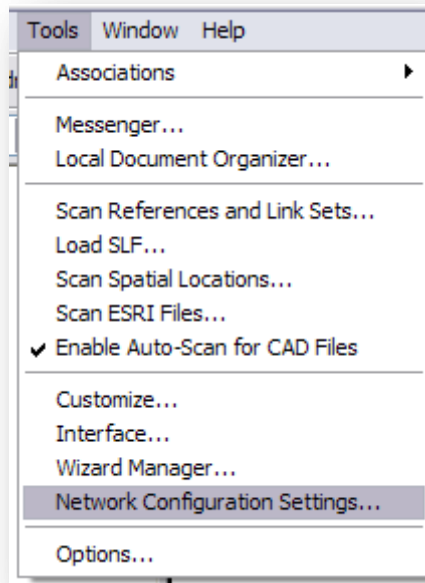 Tools Window Help
Associations
Messenger...
Local Document Organizer...
Scan References and Link Sets...
Load SLF...
Scan Spatial Locations...
Scan ESRI Files...
Enable Auto-Scan for CAD Files
Customize...
Interface...
Wizard Manager...
Network Configuration Settings...
Options...